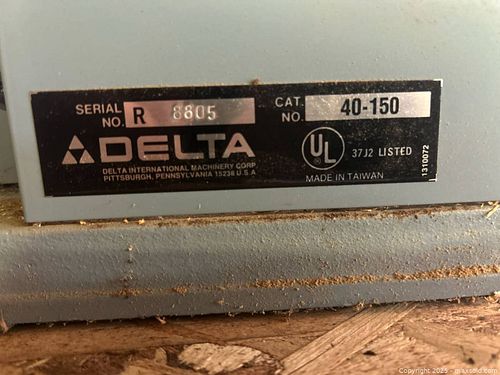 SERIAL NO. R 8805
CAT. NO. 40-150
DELTA
DELTA INTERNATIONAL MACHINERY CORP.
PITTSBURGH, PENNSYLVANIA 15238 U.S.A
UL
37J2 LISTED
MADE IN TAIWAN
1310072
Copyright 2025 - maxsold.com